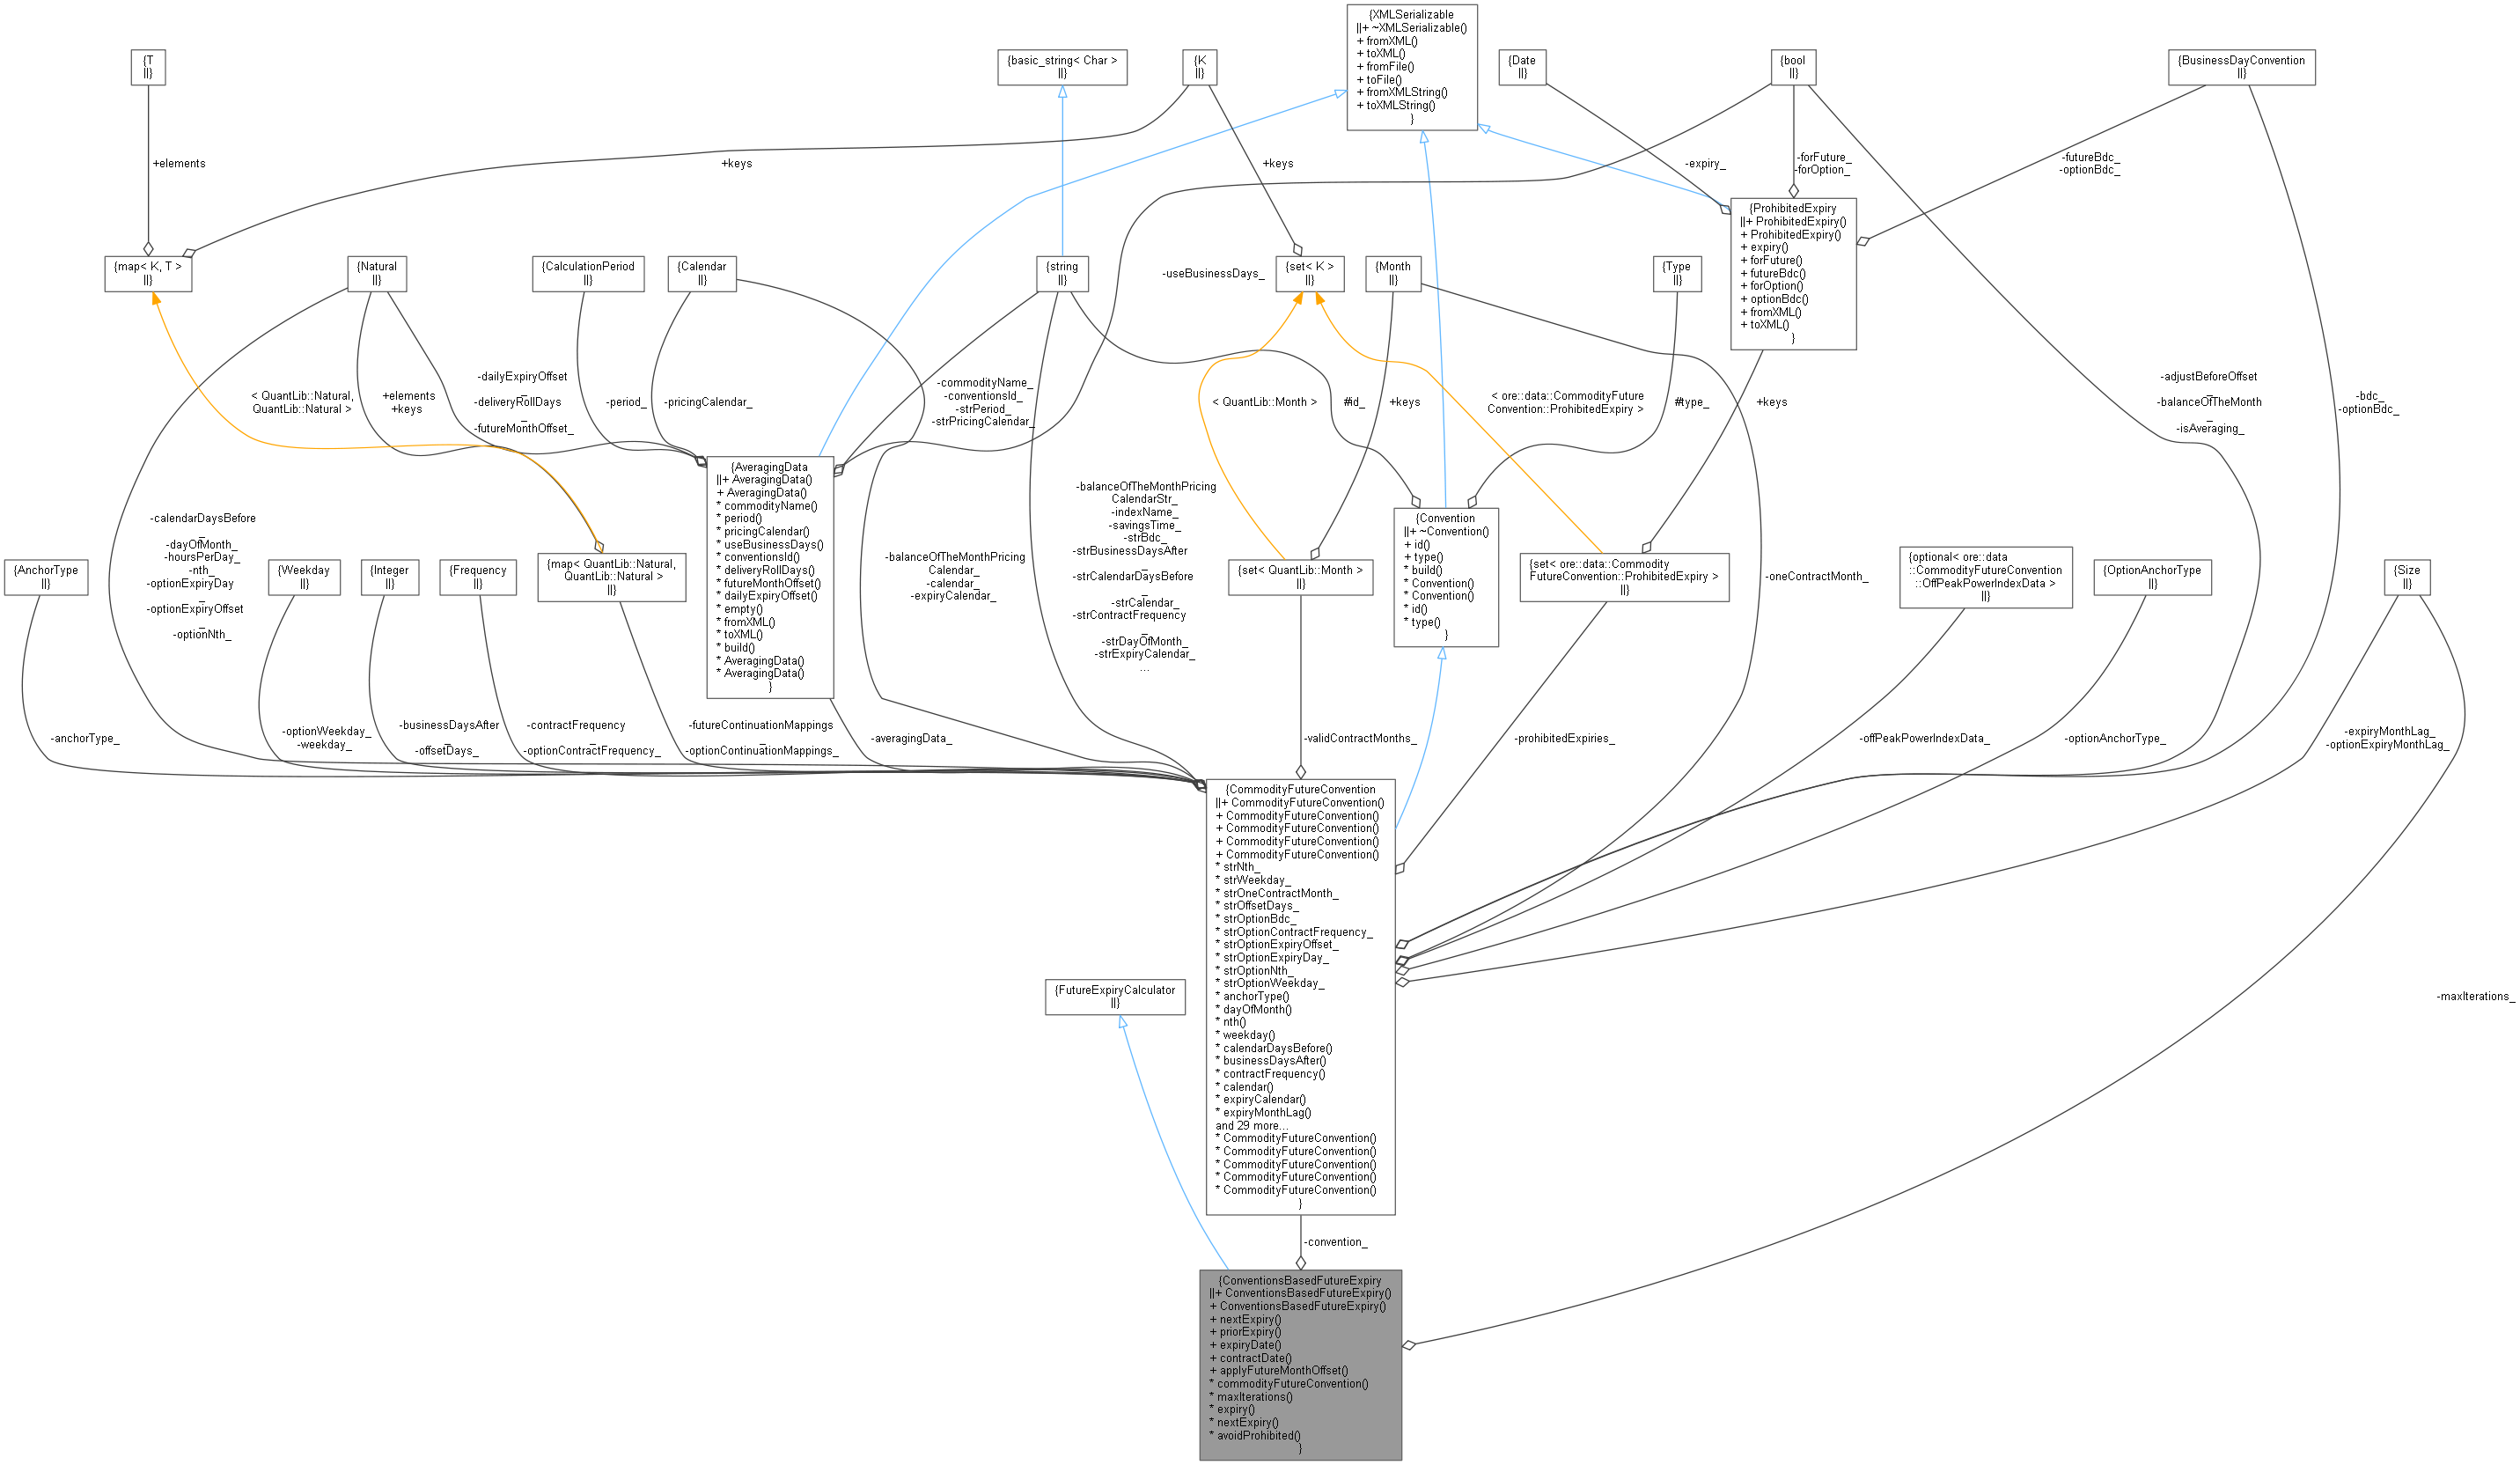 {XMLSerializable
||+ ~XMLSerializable()
+ fromXML()
+ toXML()
+ fromFile()
+ toFile()
+ fromXMLString()
+ toXMLString()
}
{T
||}
{basic_string< Char >
||}
{K
||}
{Date
||}
{bool
||}
{BusinessDayConvention
||}
+elements
+keys
+keys
-expiry_
-forFuture_
-forOption_
-futureBdc_
-optionBdc_
{ProhibitedExpiry
||+ ProhibitedExpiry()
+ ProhibitedExpiry()
+ expiry()
+ forFuture()
+ futureBdc()
+ forOption()
+ optionBdc()
+ fromXML()
+ toXML()
}
{map< K, T >
||}
{Natural
||}
{CalculationPeriod
||}
{Calendar
||}
{string
||}
-useBusinessDays_
{set< K >
||}
{Month
||}
{Type
||}
< QuantLib::Natural,
QuantLib::Natural >
+elements
+keys
-dailyExpiryOffset
_
-deliveryRollDays
_
-futureMonthOffset_
-period_
-pricingCalendar_
-commodityName_
-conventionsId_
-strPeriod_
-strPricingCalendar_
< QuantLib::Month >
#id_
+keys
< ore::data::CommodityFuture
Convention::ProhibitedExpiry >
#type_
+keys
-adjustBeforeOffset
_
-balanceOfTheMonth
_
-isAveraging_
-bdc_
-optionBdc_
{AveragingData
||+ AveragingData()
+ AveragingData()
* commodityName()
* period()
* pricingCalendar()
* useBusinessDays()
* conventionsId()
* deliveryRollDays()
* futureMonthOffset()
* dailyExpiryOffset()
* empty()
* fromXML()
* toXML()
* build()
* AveragingData()
* AveragingData()
}
{Convention
||+ ~Convention()
+ id()
+ type()
* build()
* Convention()
* Convention()
* id()
* type()
}
-calendarDaysBefore
_
-dayOfMonth_
-hoursPerDay_
-nth_
-optionExpiryDay
_
-optionExpiryOffset
_
-optionNth_
-balanceOfTheMonthPricing
Calendar_
-calendar_
-expiryCalendar_
-balanceOfTheMonthPricing
CalendarStr_
-indexName_
-savingsTime_
-strBdc_
-strBusinessDaysAfter
_
-strCalendarDaysBefore
_
-strCalendar_
-strContractFrequency
_
-strDayOfMonth_
-strExpiryCalendar_
...
{AnchorType
||}
{Weekday
||}
{Integer
||}
{Frequency
||}
{map< QuantLib::Natural,
QuantLib::Natural >
||}
{set< QuantLib::Month >
||}
{set< ore::data::Commodity
FutureConvention::ProhibitedExpiry >
||}
-oneContractMonth_
{optional< ore::data
::CommodityFutureConvention
::OffPeakPowerIndexData >
||}
{OptionAnchorType
||}
{Size
||}
-anchorType_
-optionWeekday_
-weekday_
-businessDaysAfter
_
-offsetDays_
-contractFrequency
_
-optionContractFrequency_
-futureContinuationMappings
_
-optionContinuationMappings_
-averagingData_
-validContractMonths_
-prohibitedExpiries_
-offPeakPowerIndexData_
-optionAnchorType_
-expiryMonthLag_
-optionExpiryMonthLag_
{CommodityFutureConvention
||+ CommodityFutureConvention()
+ CommodityFutureConvention()
+ CommodityFutureConvention()
+ CommodityFutureConvention()
+ CommodityFutureConvention()
* strNth_
* strWeekday_
* strOneContractMonth_
* strOffsetDays_
* strOptionBdc_
* strOptionContractFrequency_
* strOptionExpiryOffset_
* strOptionExpiryDay_
* strOptionNth_
* strOptionWeekday_
* anchorType()
* dayOfMonth()
* nth()
* weekday()
* calendarDaysBefore()
* businessDaysAfter()
* contractFrequency()
* calendar()
* expiryCalendar()
* expiryMonthLag()
and 29 more...
* CommodityFutureConvention()
* CommodityFutureConvention()
* CommodityFutureConvention()
* CommodityFutureConvention()
* CommodityFutureConvention()
}
{FutureExpiryCalculator
||}
-maxIterations_
-convention_
{ConventionsBasedFutureExpiry
||+ ConventionsBasedFutureExpiry()
+ ConventionsBasedFutureExpiry()
+ nextExpiry()
+ priorExpiry()
+ expiryDate()
+ contractDate()
+ applyFutureMonthOffset()
* commodityFutureConvention()
* maxIterations()
* expiry()
* nextExpiry()
* avoidProhibited()
}